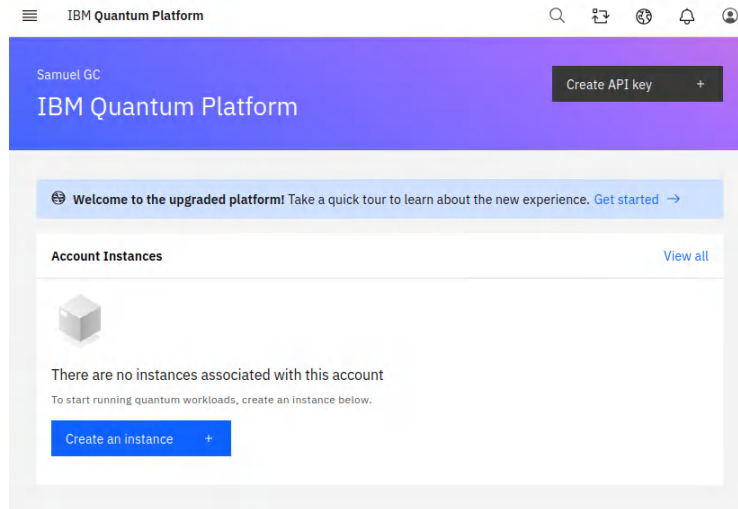 IBM Quantum Platform
Samuel GC
IBM Quantum Platform
Create API key +
Welcome to the upgraded platform! Take a quick tour to learn about the new experience. Get started →
Account Instances
View all
There are no instances associated with this account
To start running quantum workloads, create an instance below.
Create an instance +